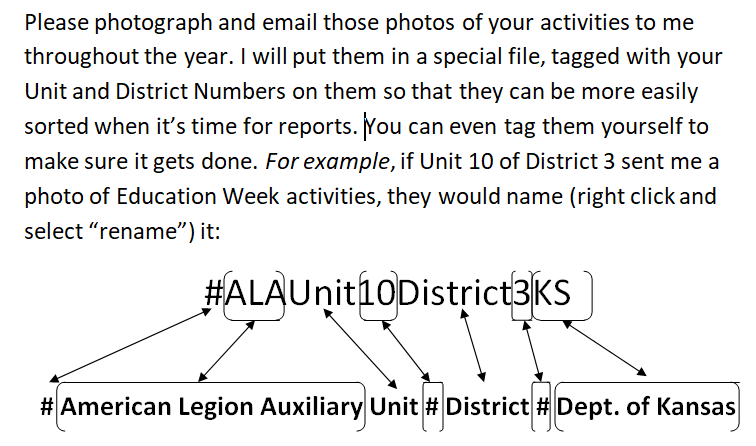 Please photograph and email those photos of your activities to me
throughout the year. I will put them in a special file, tagged with your
Unit and District Numbers on them so that they can be more easily
sorted when it’s time for reports. You can even tag them yourself to
make sure it gets done. For example, if Unit 10 of District 3 sent me a
photo of Education Week activities, they would name (right click and
select “rename”) it:
#ALAUnit10District3KS
# American Legion Auxiliary Unit # District # Dept. of Kansas